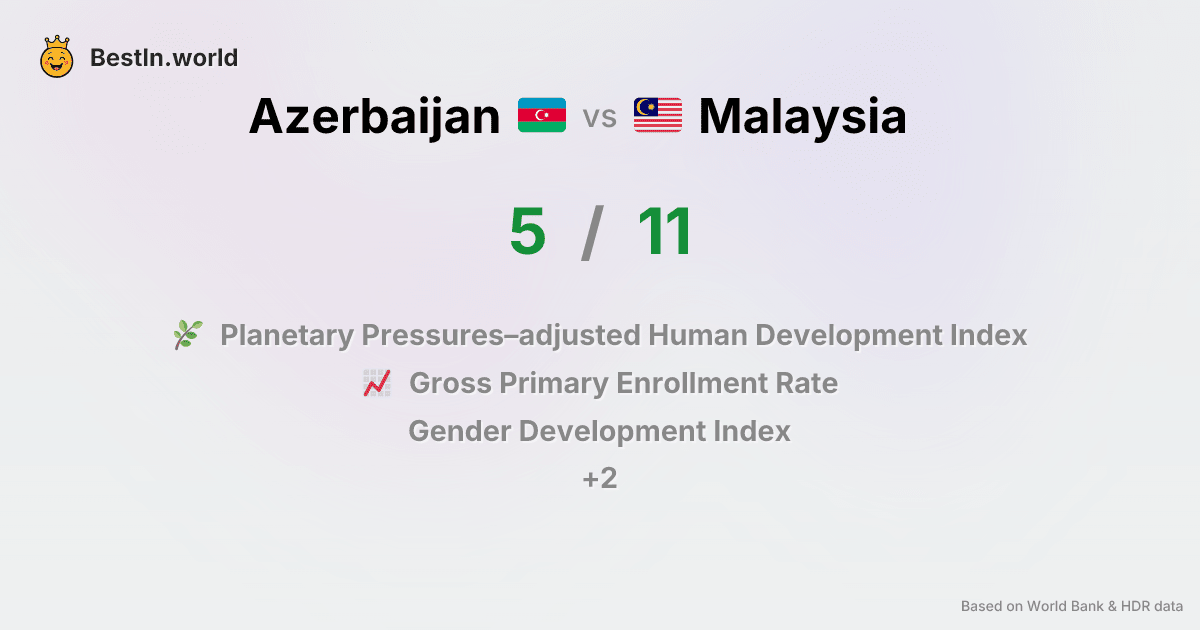 BestIn.world
Azerbaijan vs Malaysia
5 / 11
Planetary Pressures–adjusted Human Development Index
Gross Primary Enrollment Rate
Gender Development Index
+2
Based on World Bank & HDR data